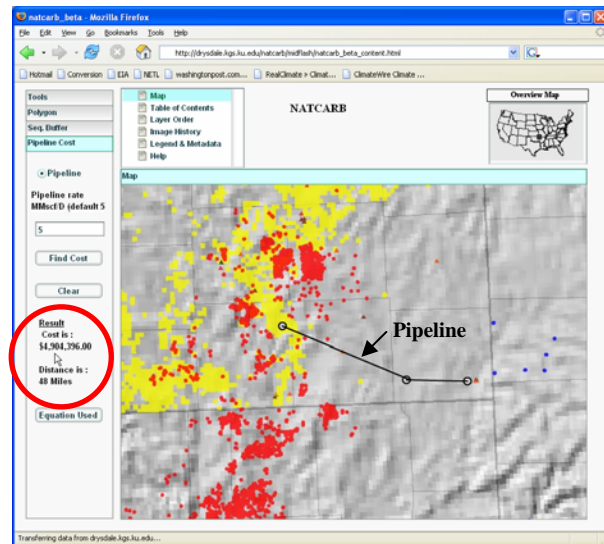 natcarb_beta - Mozilla Firefox
File Edit View Go Bookmarks Tools Help
http://drysdale.kgs.ku.edu/natcarb/midflash/natcarb_beta_content.html
Hotmail Conversion EIA NETL washingtonpost.com... RealClimate > Climat... ClimateWire Climate ...
Tools
Polygon
Seq. Buffer
Pipeline Cost
Map
Table of Contents
Layer Order
Image History
Legend & Metadata
Help
NATCARB
Overview Map
Pipeline
Pipeline rate
MMscf/D (default 5
5
Find Cost
Clear
Result
Cost is :
$4,904,396.00
Distance is :
48 Miles
Equation Used
Map
Pipeline
Transferring data from drysdale.kgs.ku.edu...